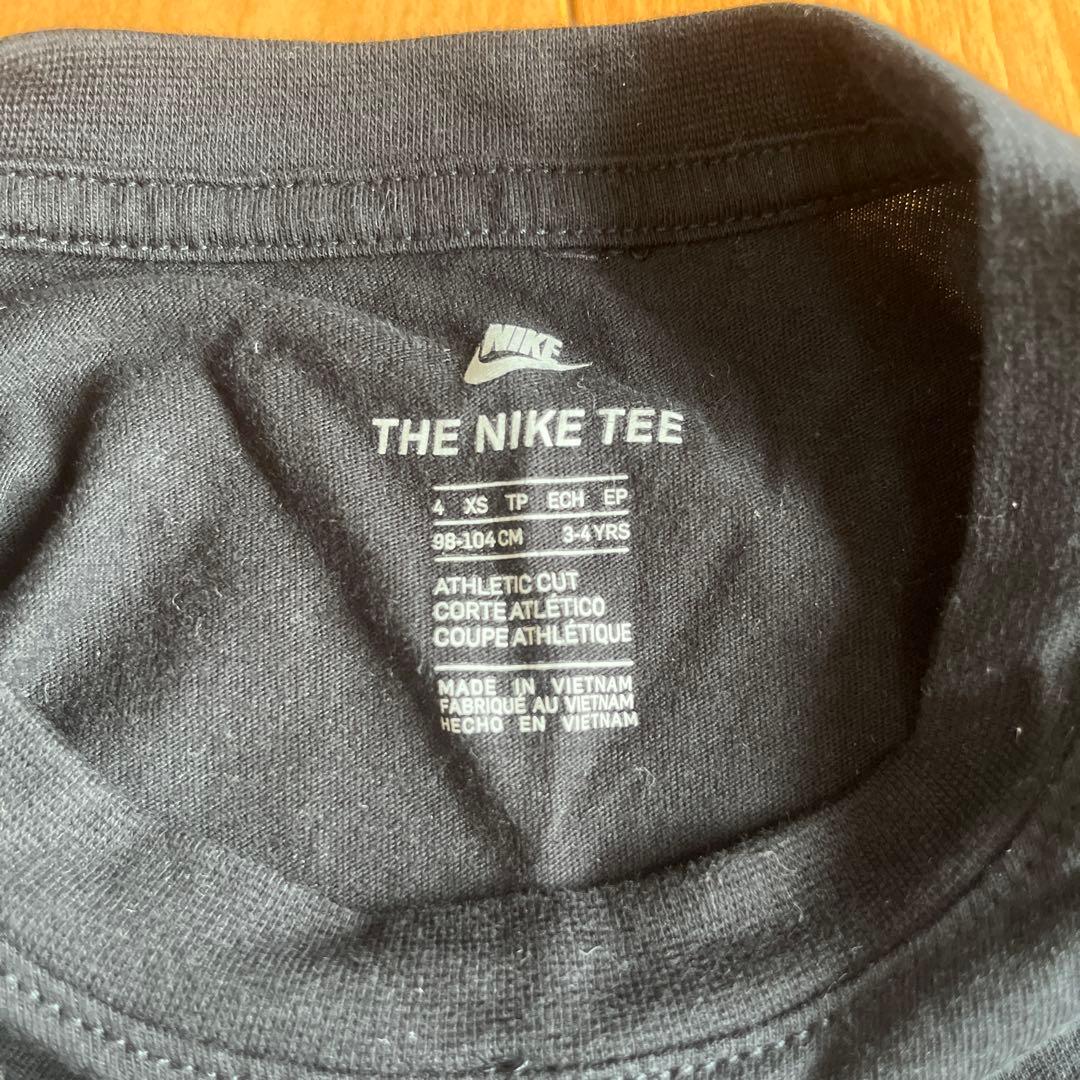 NIKE
THE NIKE TEE
4 XS TP ECH EP
98-104 CM 3-4 YRS
ATHLETIC CUT
CORTE ATLÉTICO
COUPE ATHLÉTIQUE
MADE IN VIETNAM
FABRIQUÉ AU VIETNAM
HECHO EN VIETNAM